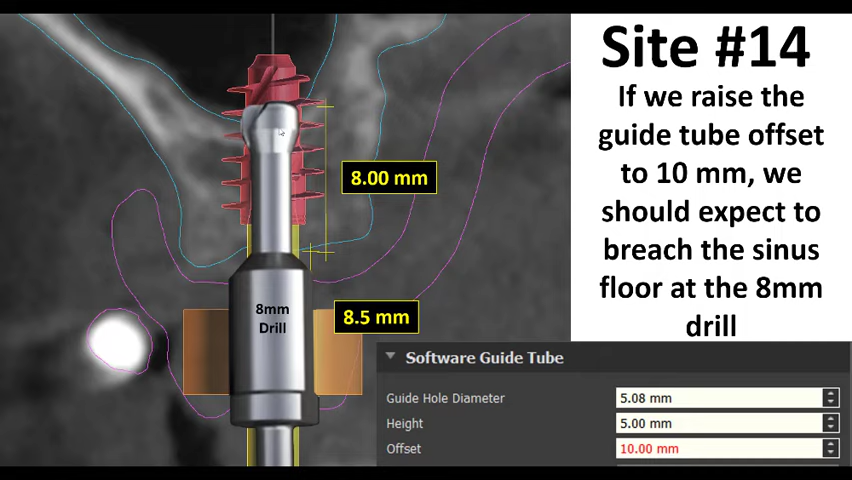 Site #14
If we raise the
guide tube offset
to 10 mm, we
should expect to
breach the sinus
floor at the 8mm
drill
8.00 mm
8.5 mm
8mm
Drill
Software Guide Tube
Guide Hole Diameter 5.08 mm
Height 5.00 mm
Offset 10.00 mm